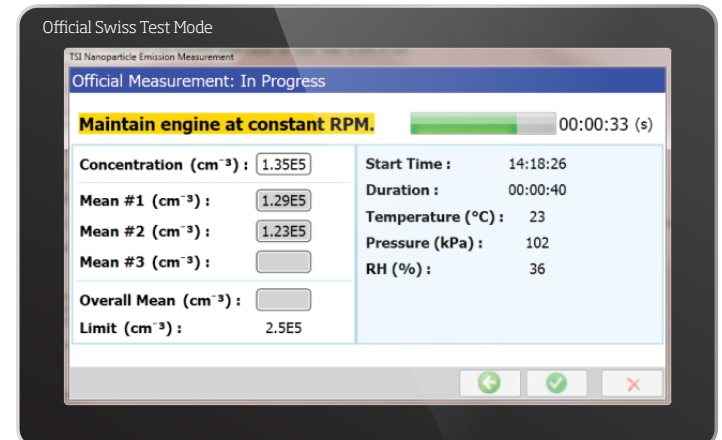 Official Swiss Test Mode
TSI Nanoparticle Emission Measurement
Official Measurement: In Progress
Maintain engine at constant RPM. 00:00:33 (s)
Concentration (cm⁻³) : 1.35E5
Mean #1 (cm⁻³) : 1.29E5
Mean #2 (cm⁻³) : 1.23E5
Mean #3 (cm⁻³) :
Overall Mean (cm⁻³) :
Limit (cm⁻³) : 2.5E5
Start Time : 14:18:26
Duration : 00:00:40
Temperature (°C) : 23
Pressure (kPa) : 102
RH (%) : 36